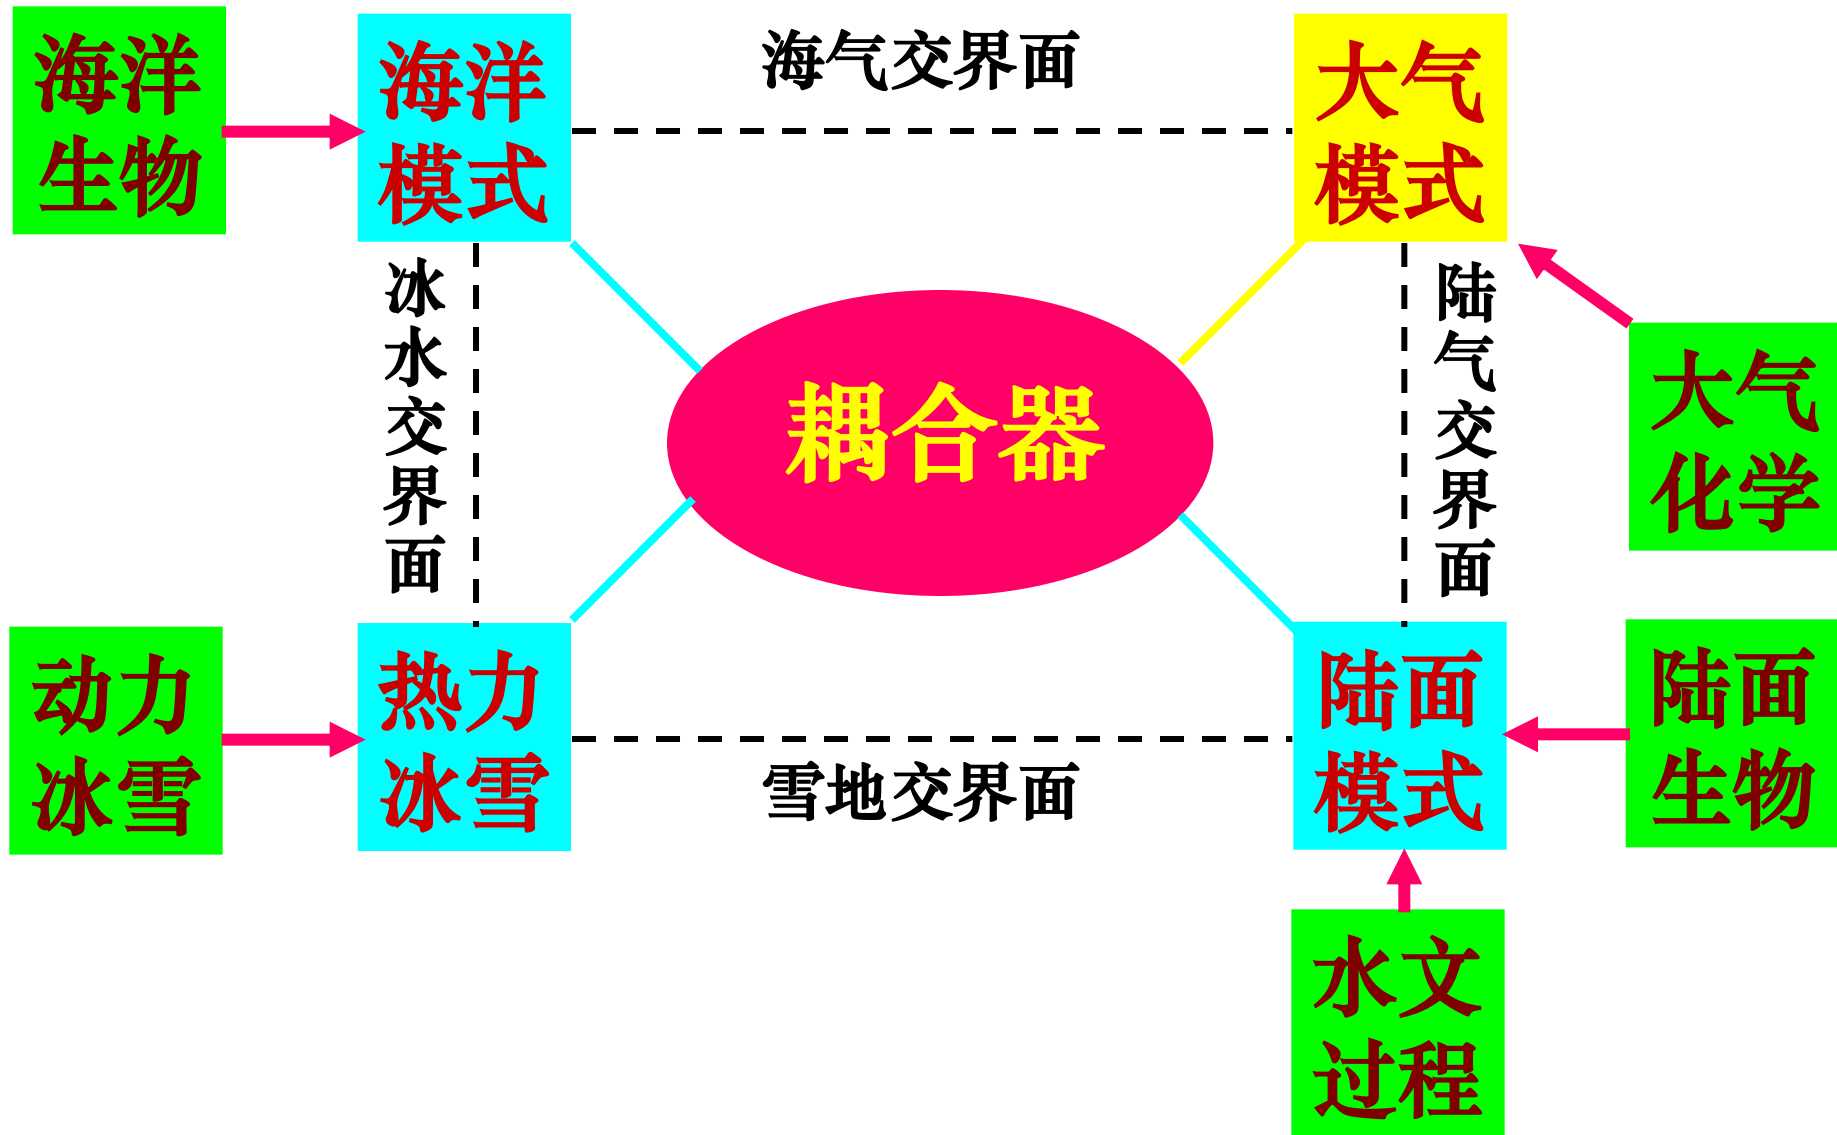 海洋
生物
海洋
模式
海气交界面
大气
模式
冰
水
交
界
面
耦合器
陆
气
交
界
面
大气
化学
动力
冰雪
热力
冰雪
雪地交界面
陆面
模式
陆面
生物
水文
过程